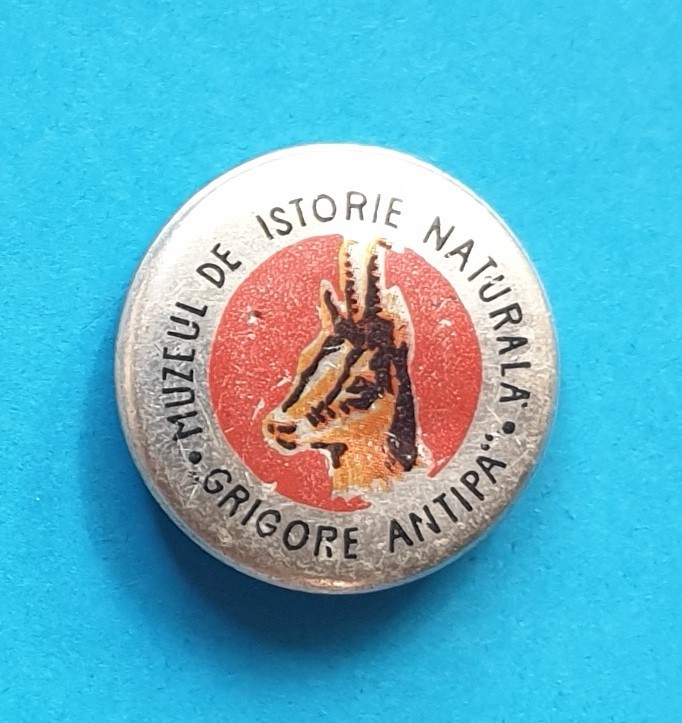 MUZEUL DE ISTORIE NATURALĂ
„GRIGORE ANTIPA“